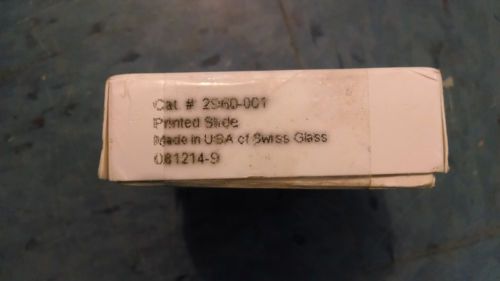 Cat. # 2960-001
Printed Slide
Made in USA of Swiss Glass
081214-9